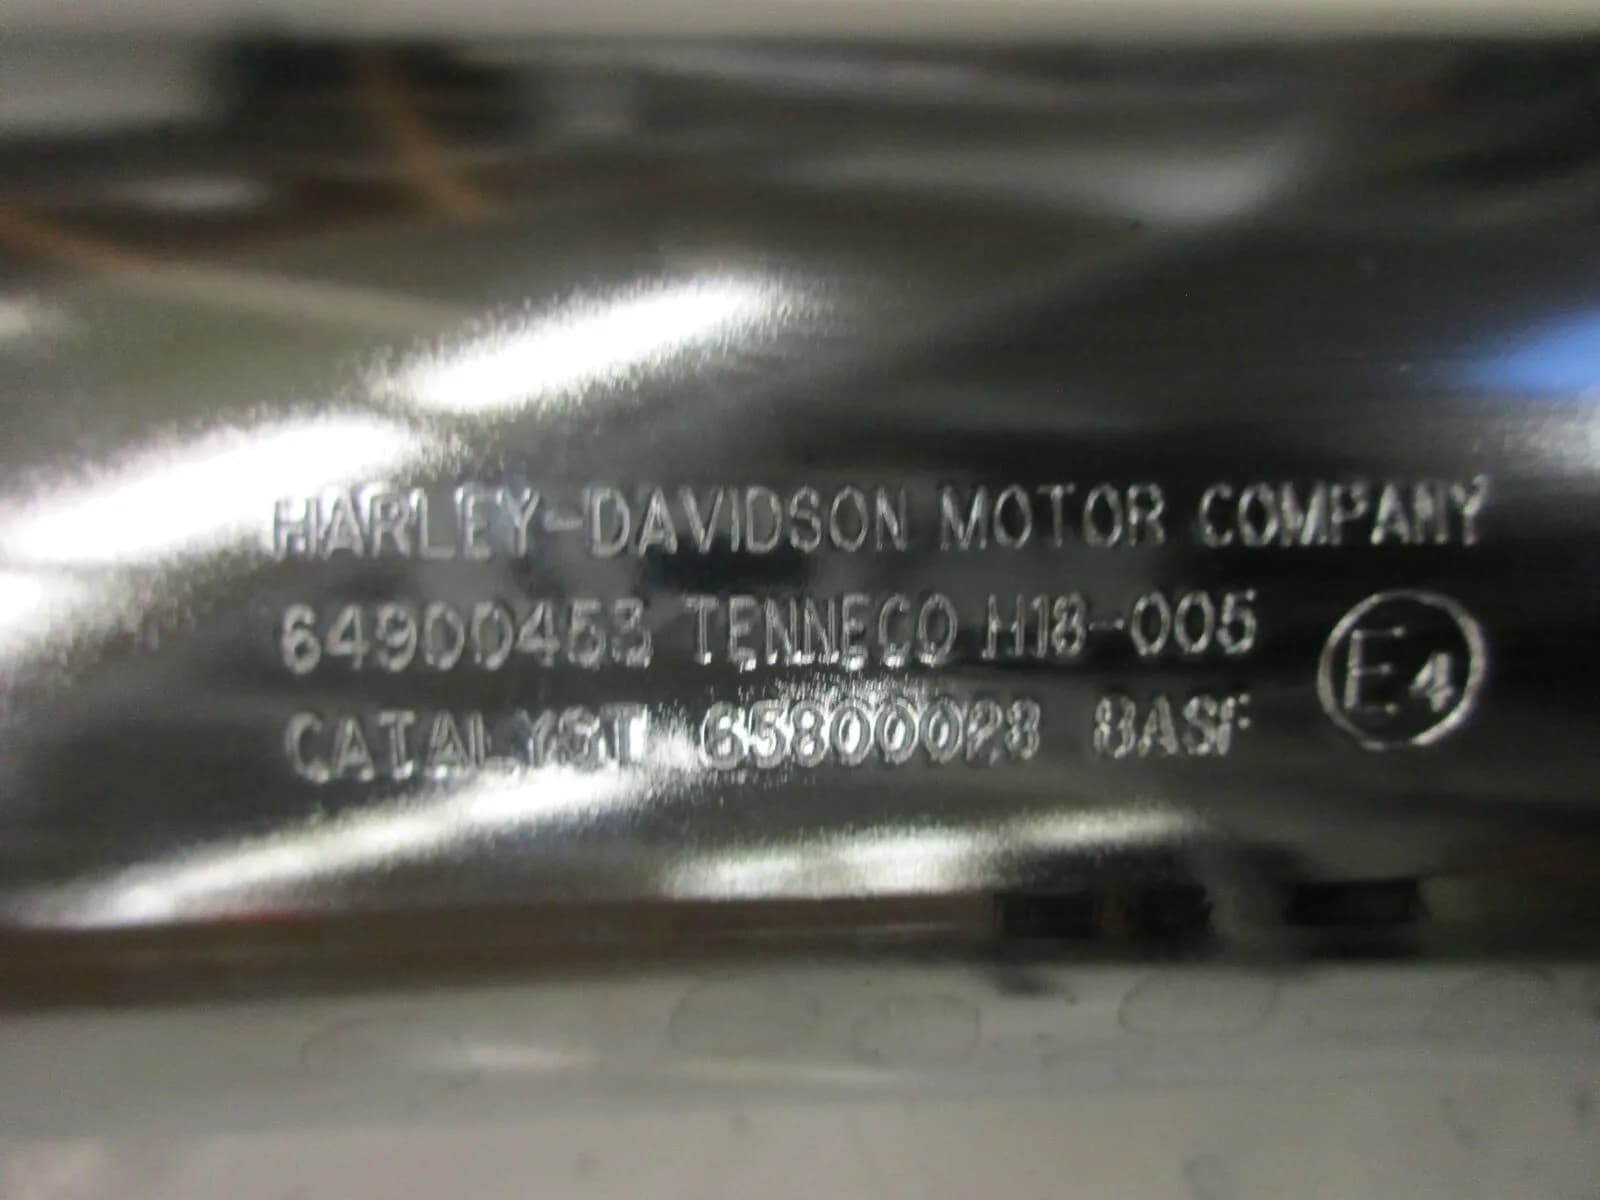 HARLEY-DAVIDSON MOTOR COMPANY
64900453 TENNECO H18-005
CATALYST 65800028 BASF
E4